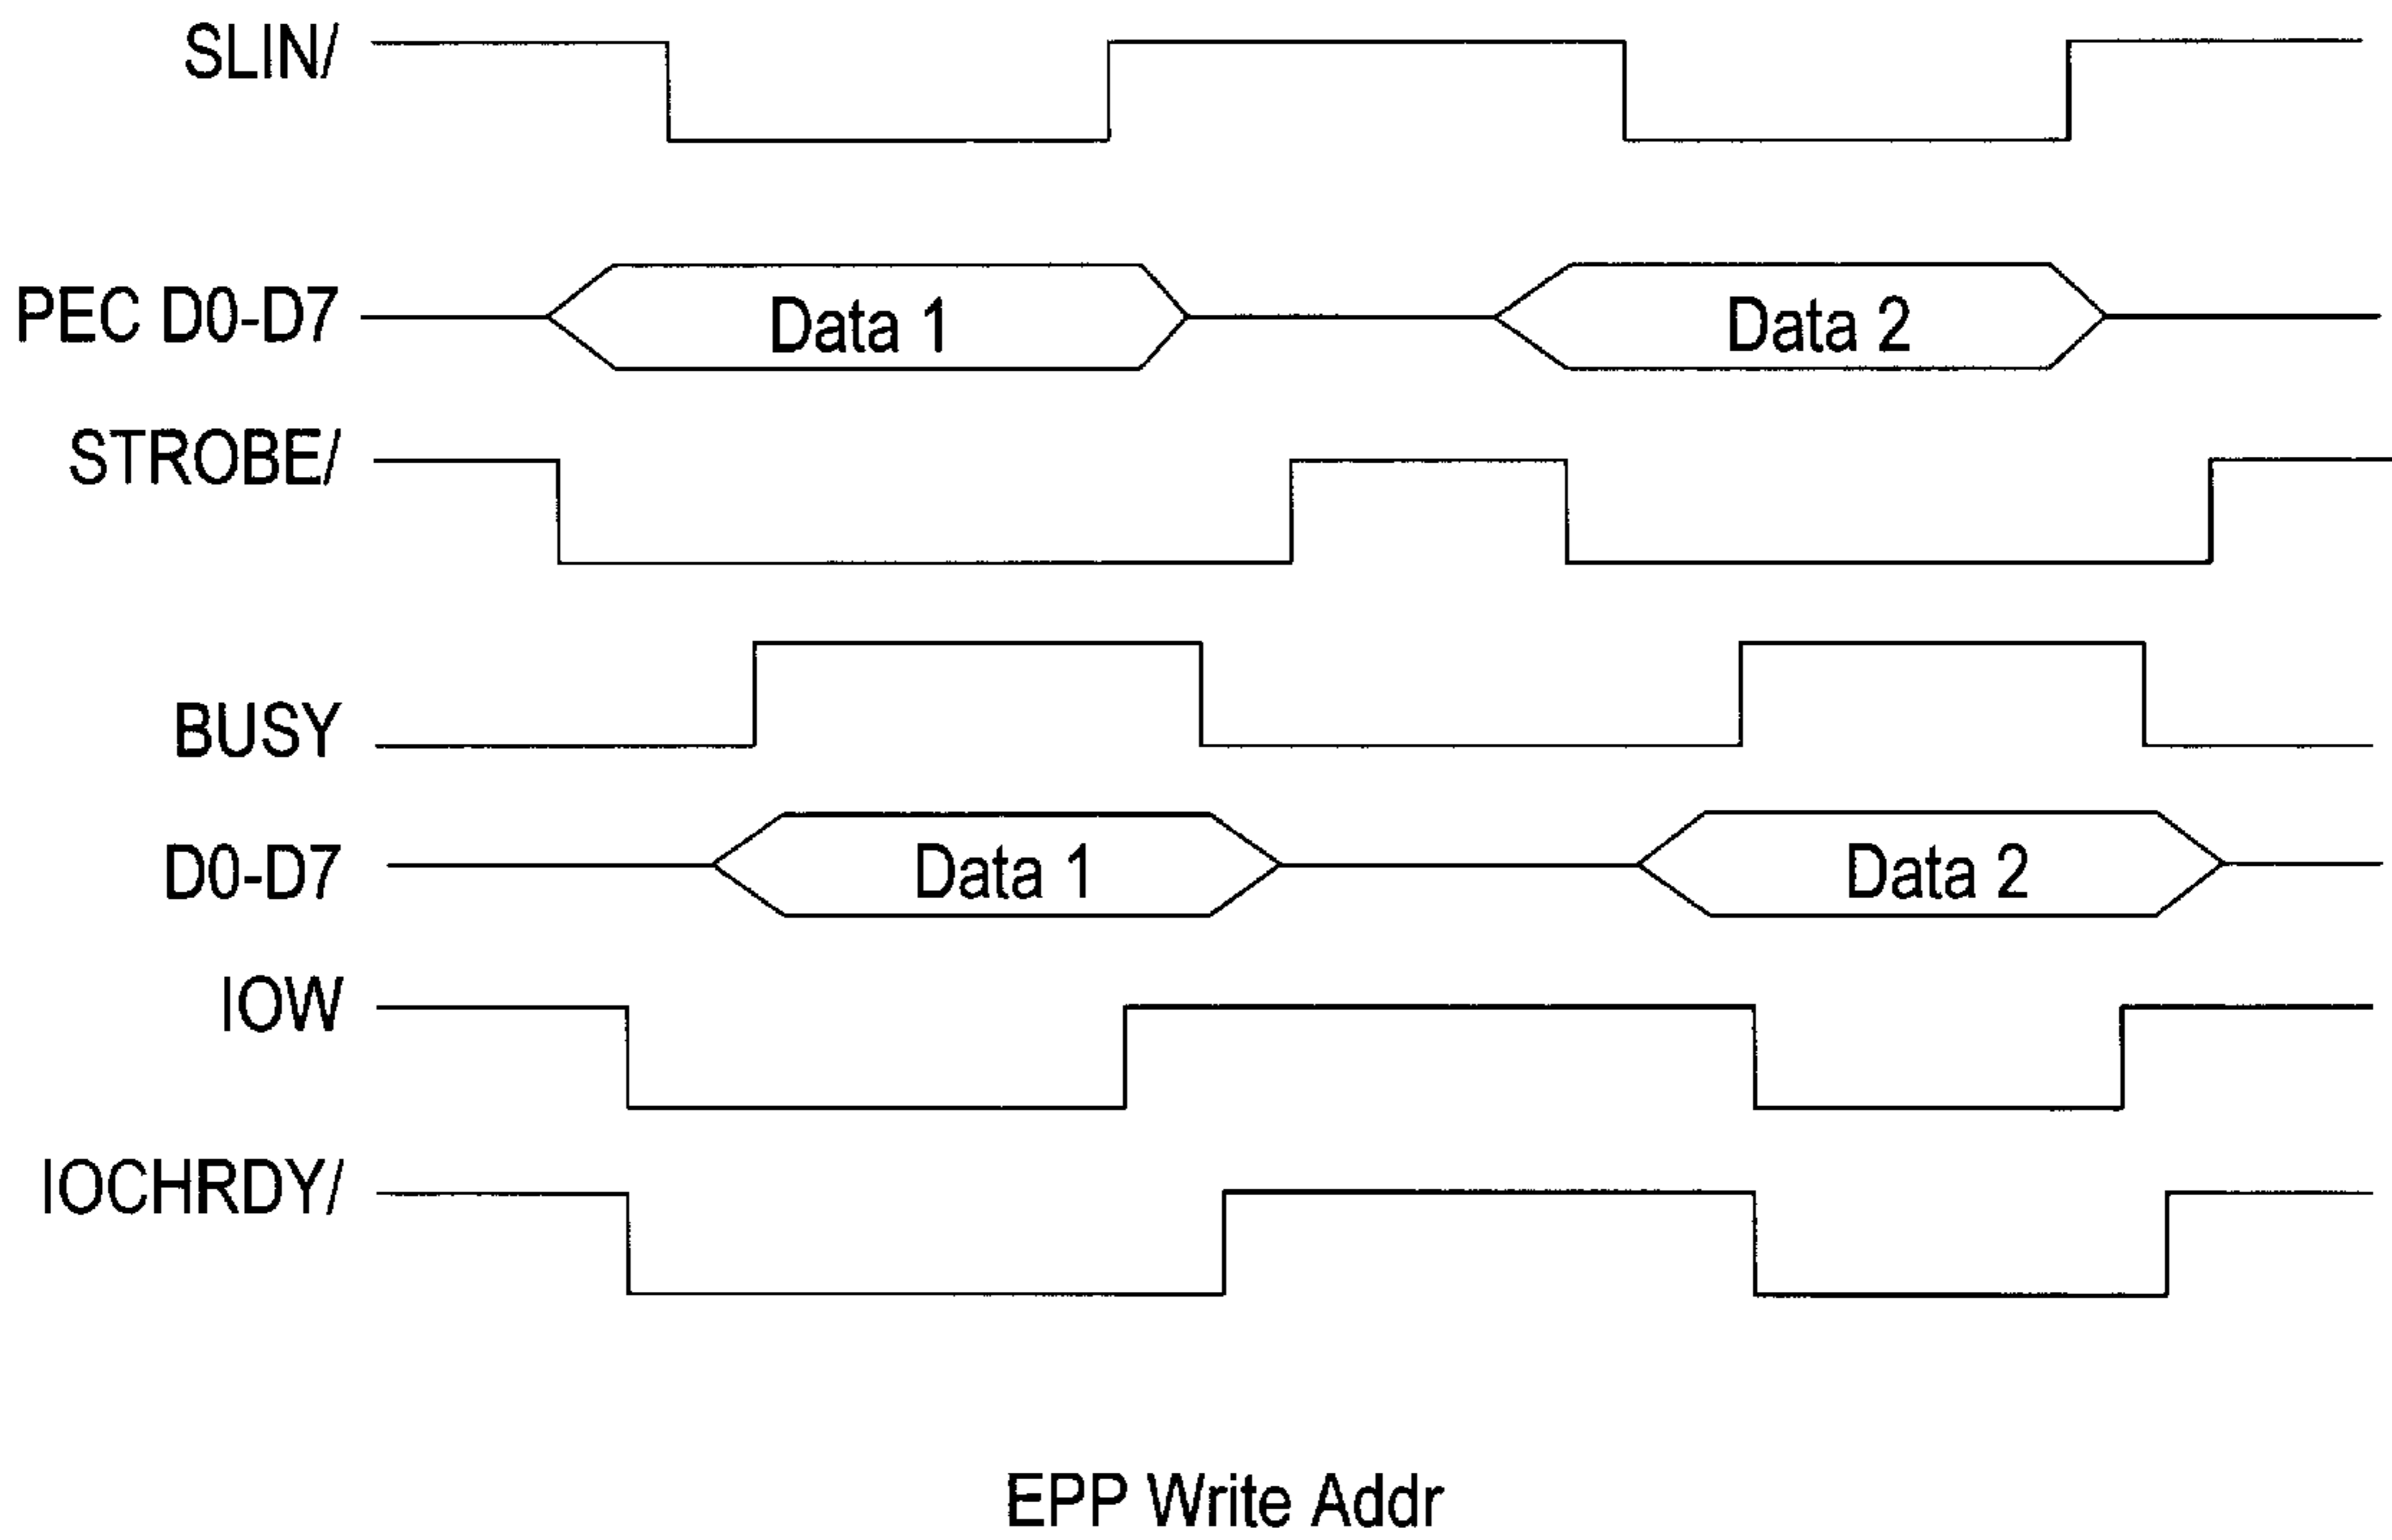 SLIN/
PEC D0-D7
Data 1
Data 2
STROBE/
BUSY
D0-D7
Data 1
Data 2
IOW
IOCHRDY/
EPP Write Addr